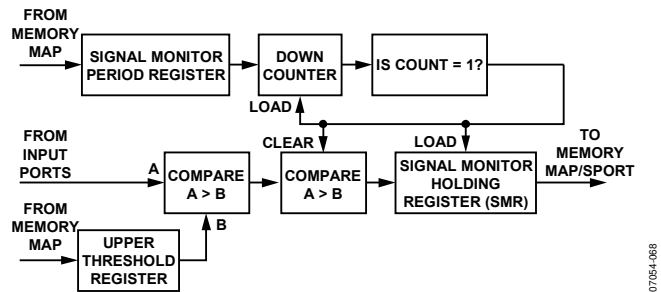 FROM
MEMORY
MAP
SIGNAL MONITOR
PERIOD REGISTER
DOWN
COUNTER
IS COUNT = 1?
LOAD
FROM
INPUT
PORTS
A
COMPARE
A > B
CLEAR
COMPARE
A > B
LOAD
SIGNAL MONITOR
HOLDING
REGISTER (SMR)
TO
MEMORY
MAP/SPORT
FROM
MEMORY
MAP
UPPER
THRESHOLD
REGISTER
B
07054-068